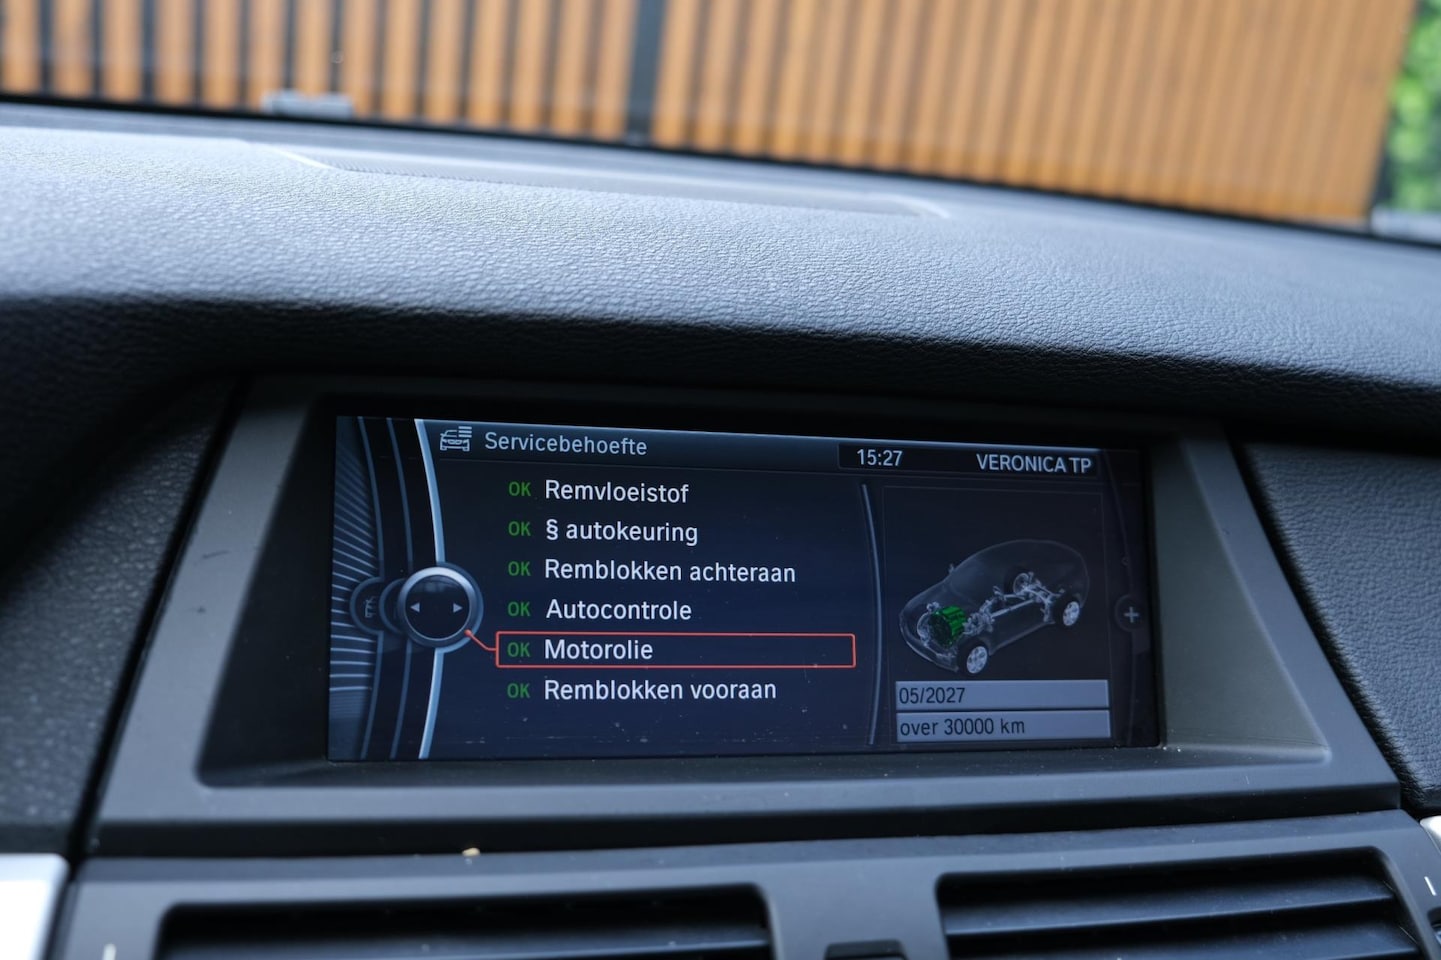 Servicebehoefte
15:27 VERONICA TP
OK Remvloeistof
OK § autokeuring
OK Remblokken achteraan
OK Autocontrole
OK Motorolie
OK Remblokken vooraan
05/2027
over 30000 km